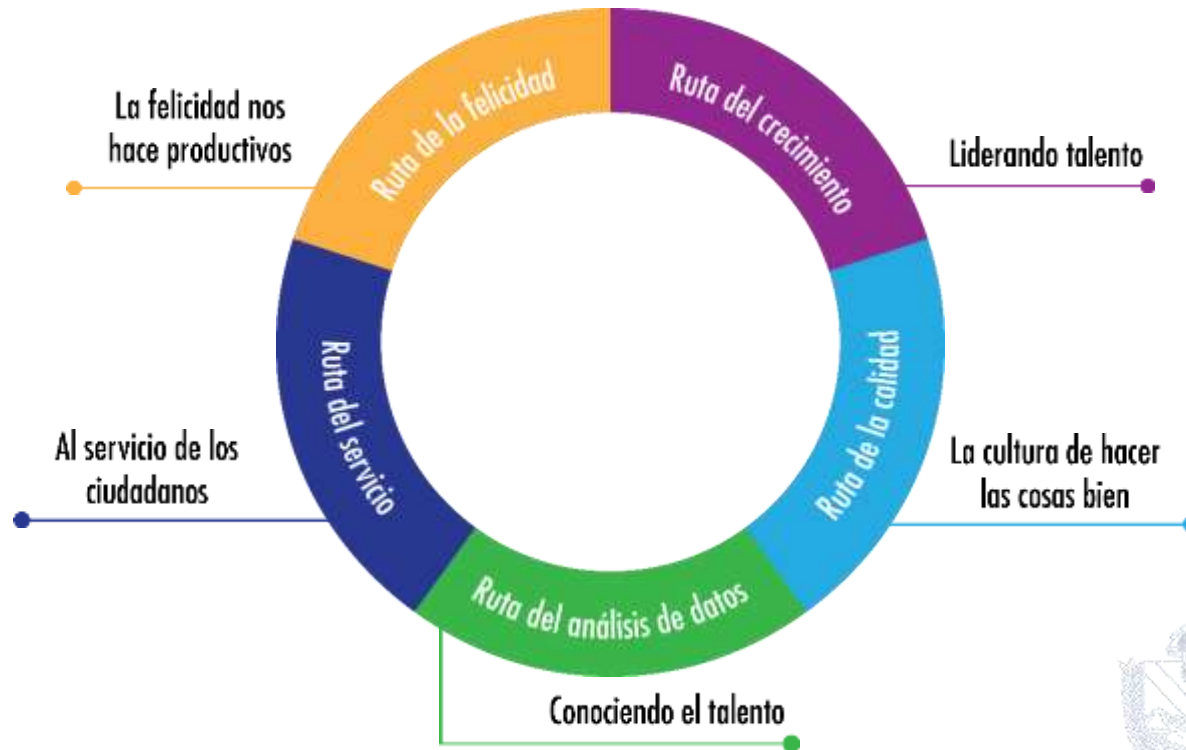 Ruta de la felicidad
La felicidad nos
hace productivos
Ruta del crecimiento
Liderando talento
Ruta de la calidad
La cultura de hacer
las cosas bien
Ruta del análisis de datos
Conociendo el talento
Ruta del servicio
Al servicio de los
ciudadanos